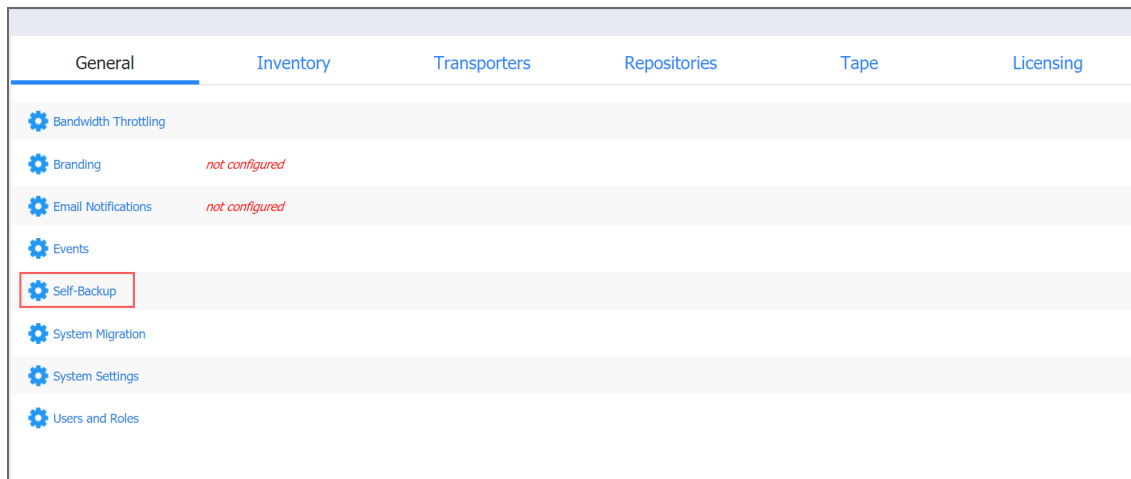 General Inventory Transporters Repositories Tape Licensing
Bandwidth Throttling
Branding not configured
Email Notifications not configured
Events
Self-Backup
System Migration
System Settings
Users and Roles